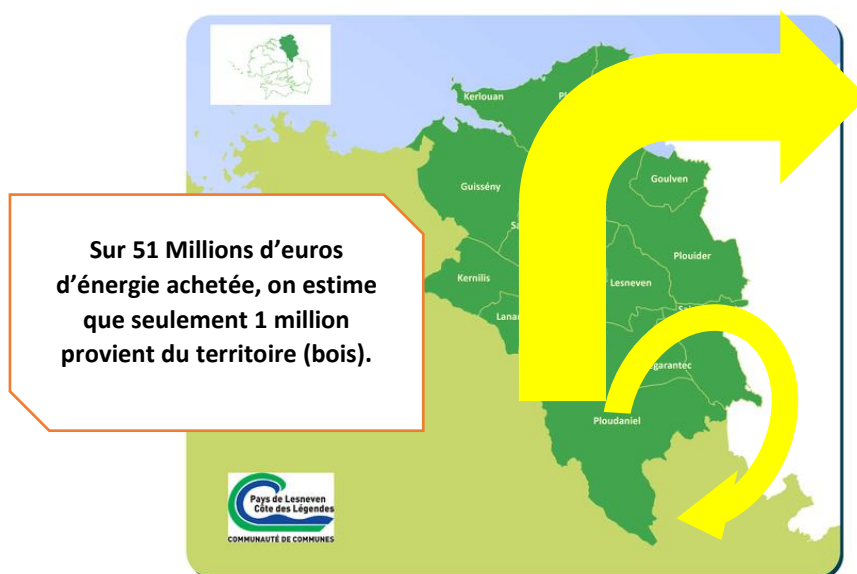 Kerlouan
Guissény
Goulven
Plouider
Sur 51 Millions d'euros
d'énergie achetée, on estime
que seulement 1 million
provient du territoire (bois).
Kernilis
Lesneven
Ploudaniel
Pays de Lesneven
Côte des Légendes
COMMUNAUTÉ DE COMMUNES